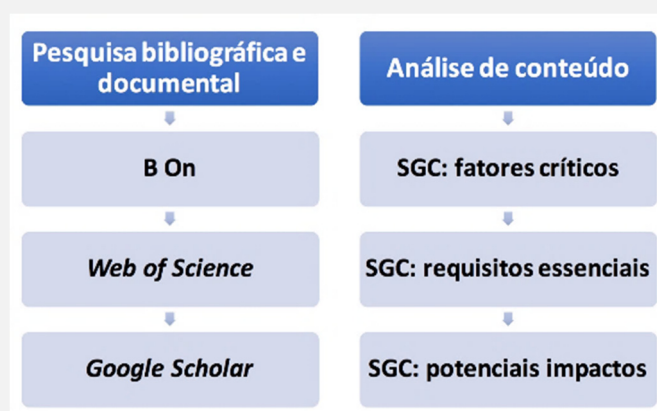 Pesquisa bibliográfica e
documental
B On
Web of Science
Google Scholar
Análise de conteúdo
SGC: fatores críticos
SGC: requisitos essenciais
SGC: potenciais impactos